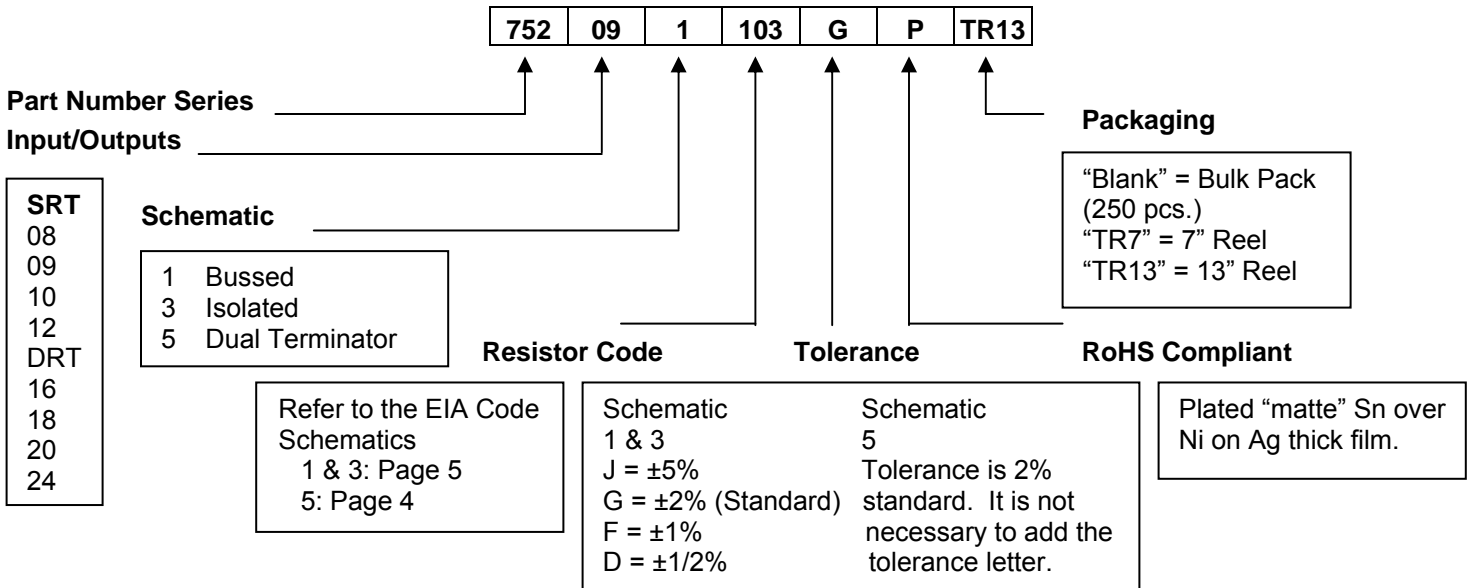 752 09 1 103 G P TR13
Part Number Series
Input/Outputs
SRT
08
09
10
12
DRT
16
18
20
24
Schematic
1 Bussed
3 Isolated
5 Dual Terminator
Packaging
“Blank” = Bulk Pack
(250 pcs.)
“TR7” = 7” Reel
“TR13” = 13” Reel
Resistor Code
Refer to the EIA Code
Schematics
1 & 3: Page 5
5: Page 4
Tolerance
Schematic
1 & 3
J = ±5%
G = ±2% (Standard)
F = ±1%
D = ±1/2%
Schematic
5
Tolerance is 2%
standard. It is not
necessary to add the
tolerance letter.
RoHS Compliant
Plated “matte” Sn over
Ni on Ag thick film.